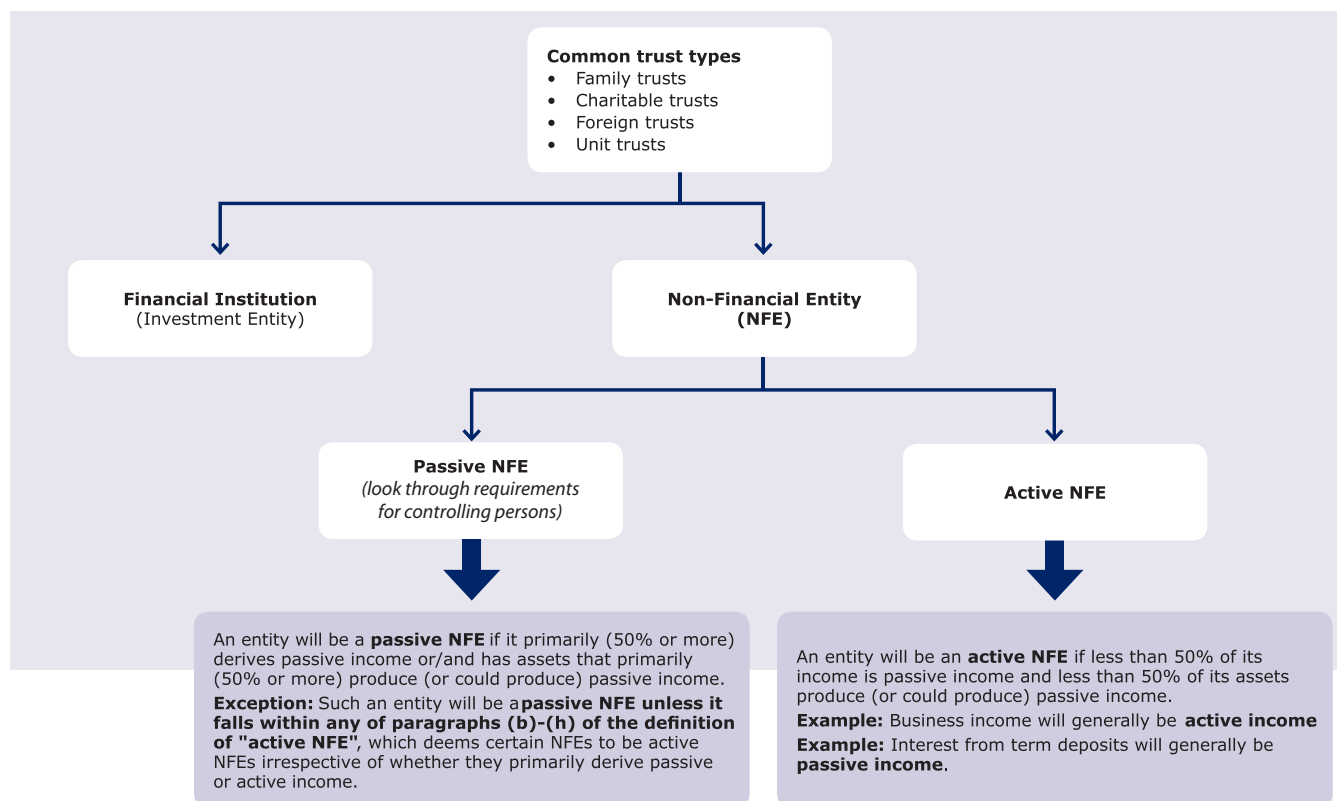 Common trust types
• Family trusts
• Charitable trusts
• Foreign trusts
• Unit trusts
Financial Institution
(Investment Entity)
Non-Financial Entity
(NFE)
Passive NFE
(look through requirements
for controlling persons)
Active NFE
An entity will be a passive NFE if it primarily (50% or more)
derives passive income or/and has assets that primarily
(50% or more) produce (or could produce) passive income.
Exception: Such an entity will be a passive NFE unless it
falls within any of paragraphs (b)-(h) of the definition
of "active NFE", which deems certain NFEs to be active
NFEs irrespective of whether they primarily derive passive
or active income.
An entity will be an active NFE if less than 50% of its
income is passive income and less than 50% of its assets
produce (or could produce) passive income.
Example: Business income will generally be active income
Example: Interest from term deposits will generally be
passive income.